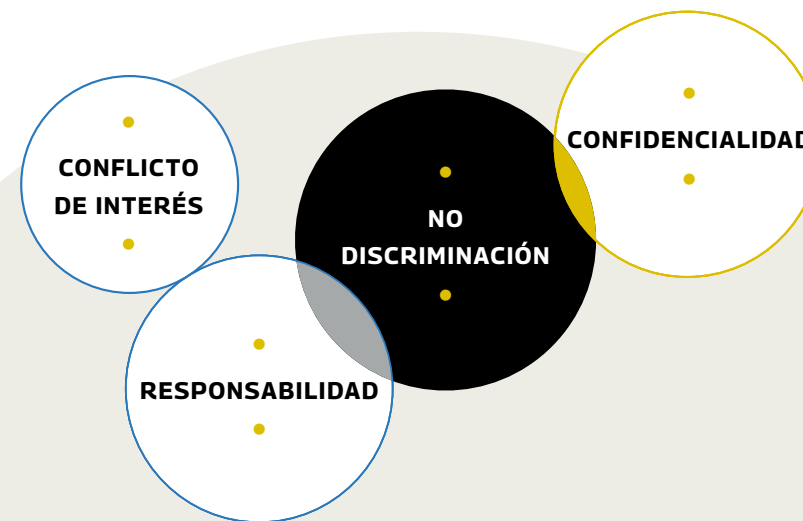 CONFLICTO
DE INTERÉS
NO
DISCRIMINACIÓN
CONFIDENCIALIDAD
RESPONSABILIDAD